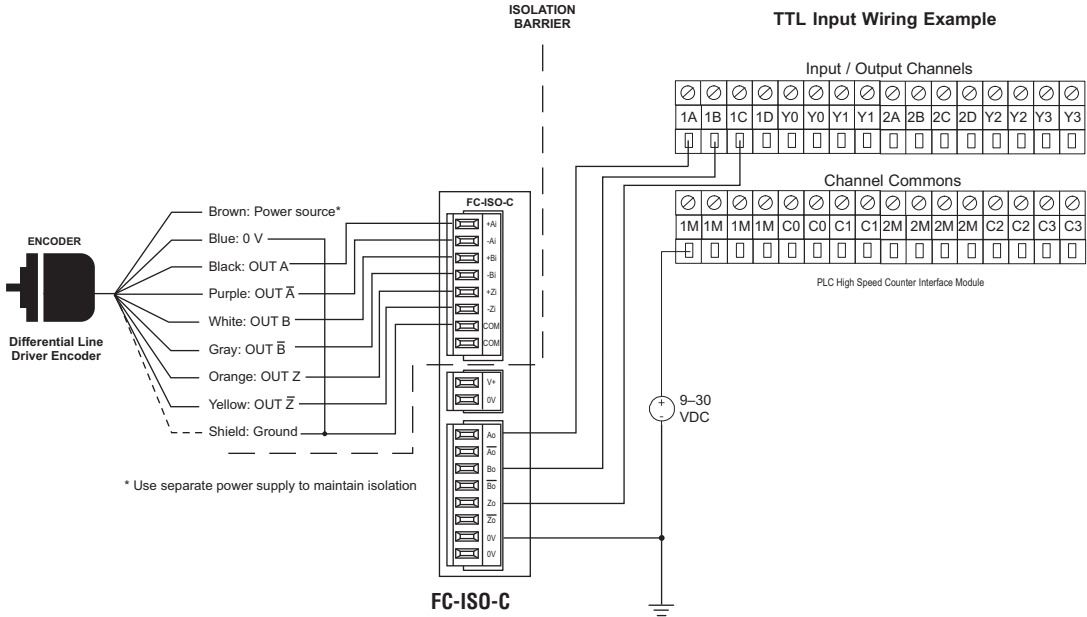 ISOLATION
BARRIER
TTL Input Wiring Example
Input / Output Channels
1A 1B 1C 1D Y0 Y0 Y1 Y1 2A 2B 2C 2D Y2 Y2 Y3 Y3
Channel Commons
1M 1M 1M 1M C0 C0 C1 C1 2M 2M 2M 2M C2 C2 C3 C3
PLC High Speed Counter Interface Module
ENCODER
Differential Line
Driver Encoder
Brown: Power source*
Blue: 0 V
Black: OUT A
Purple: OUT A̅
White: OUT B
Gray: OUT B̅
Orange: OUT Z
Yellow: OUT Z̅
Shield: Ground
* Use separate power supply to maintain isolation
FC-ISO-C
+Ai
-Ai
+Bi
-Bi
+Zi
-Zi
COM
COM
V+
0V
Ao
A̅o̅
Bo
B̅o̅
Zo
Z̅o̅
0V
0V
FC-ISO-C
+
-
9–30
VDC